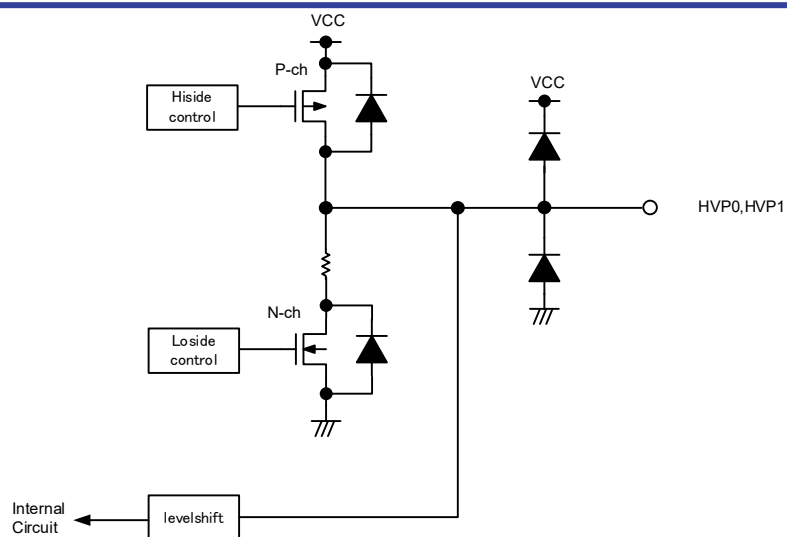 VCC
P-ch
Hiside
control
VCC
HVP0,HVP1
N-ch
Loside
control
Internal
Circuit
levelshift